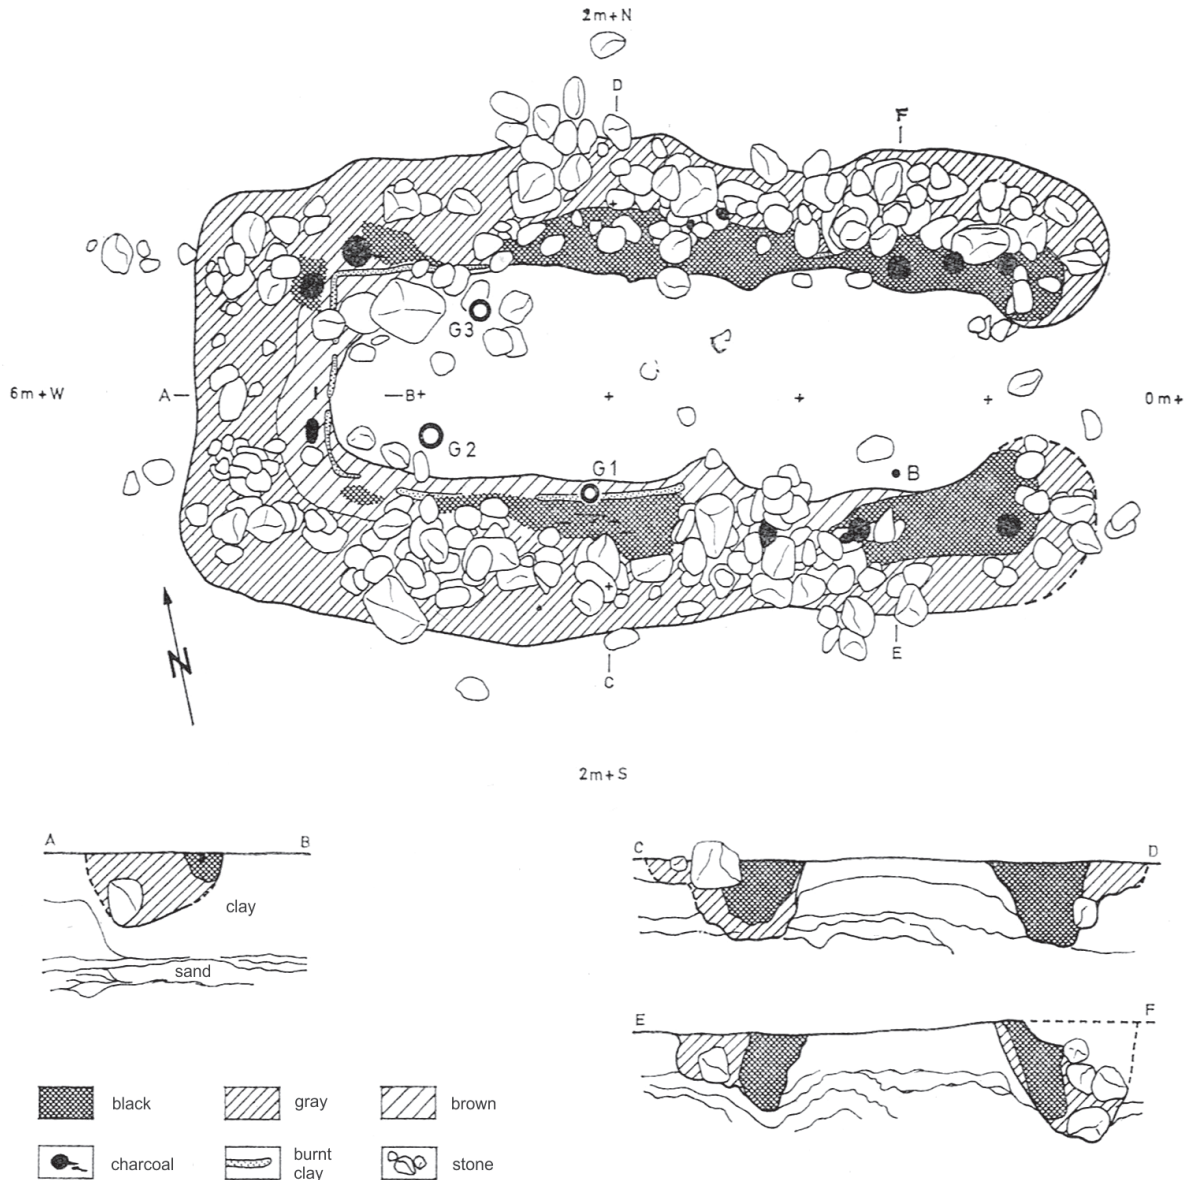 2m+N
D
F
G3
6m+W
A
B+
0m+
G2
G1
B
E
C
N
2m+S
A
B
clay
sand
C
D
E
F
black
gray
brown
charcoal
burnt
clay
stone